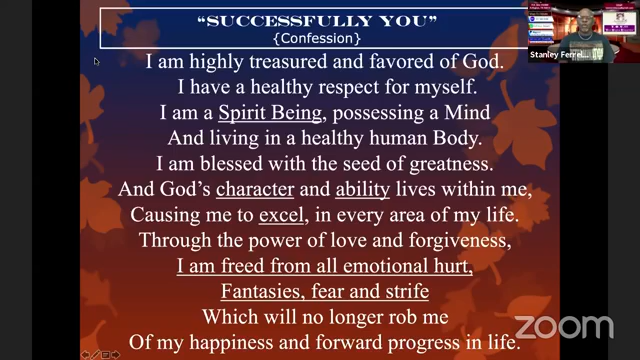 “SUCCESSFULLY YOU”
{Confession}
I am highly treasured and favored of God.
I have a healthy respect for myself.
I am a Spirit Being, possessing a Mind
And living in a healthy human Body.
I am blessed with the seed of greatness.
And God’s character and ability lives within me,
Causing me to excel, in every area of my life.
Through the power of love and forgiveness,
I am freed from all emotional hurt,
Fantasies, fear and strife
Which will no longer rob me
Of my happiness and forward progress in life.
Stanley Ferrel...
zoom